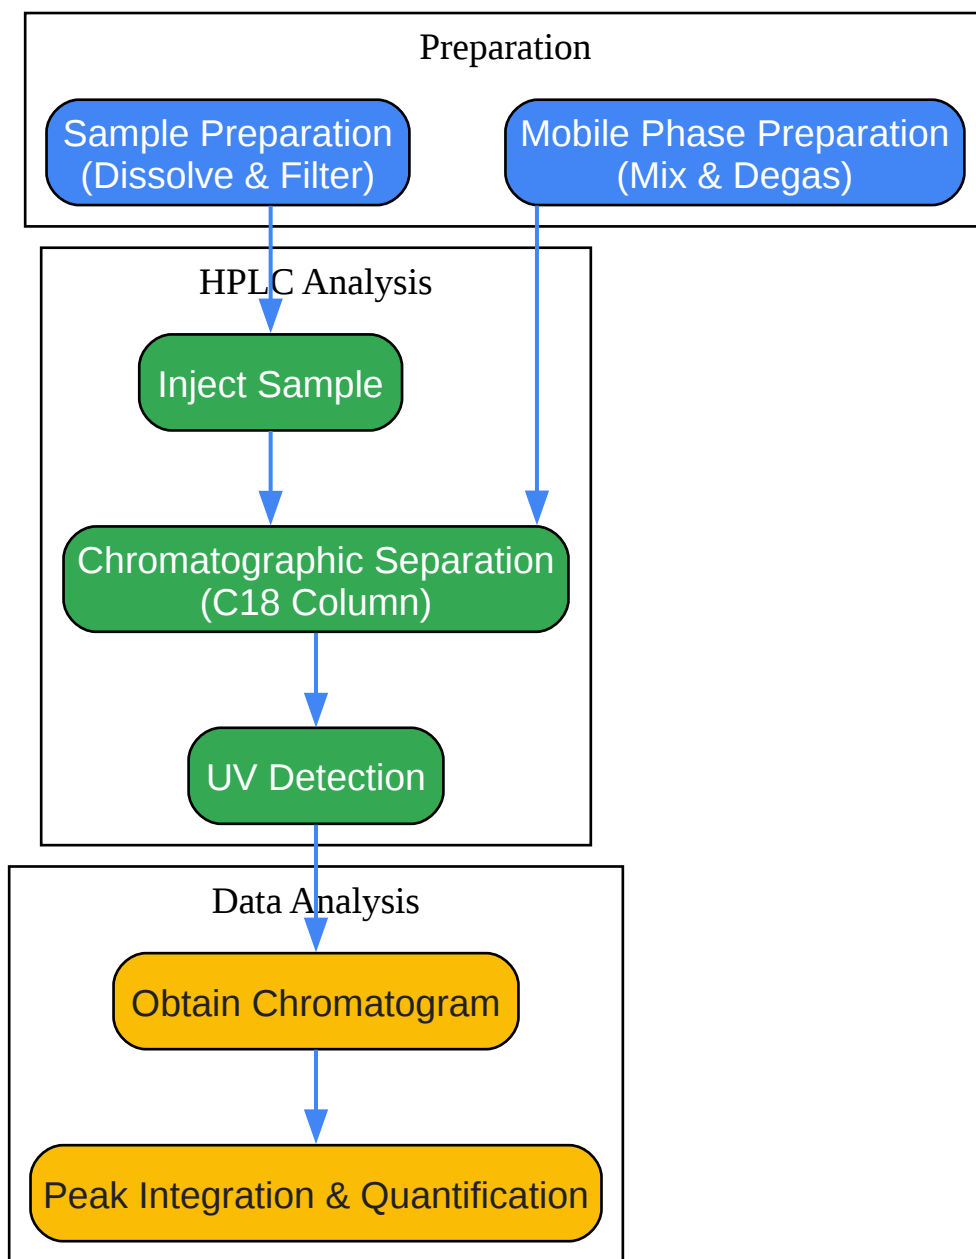 Preparation
Sample Preparation
(Dissolve & Filter)
Mobile Phase Preparation
(Mix & Degas)
HPLC Analysis
Inject Sample
Chromatographic Separation
(C18 Column)
UV Detection
Data Analysis
Obtain Chromatogram
Peak Integration & Quantification